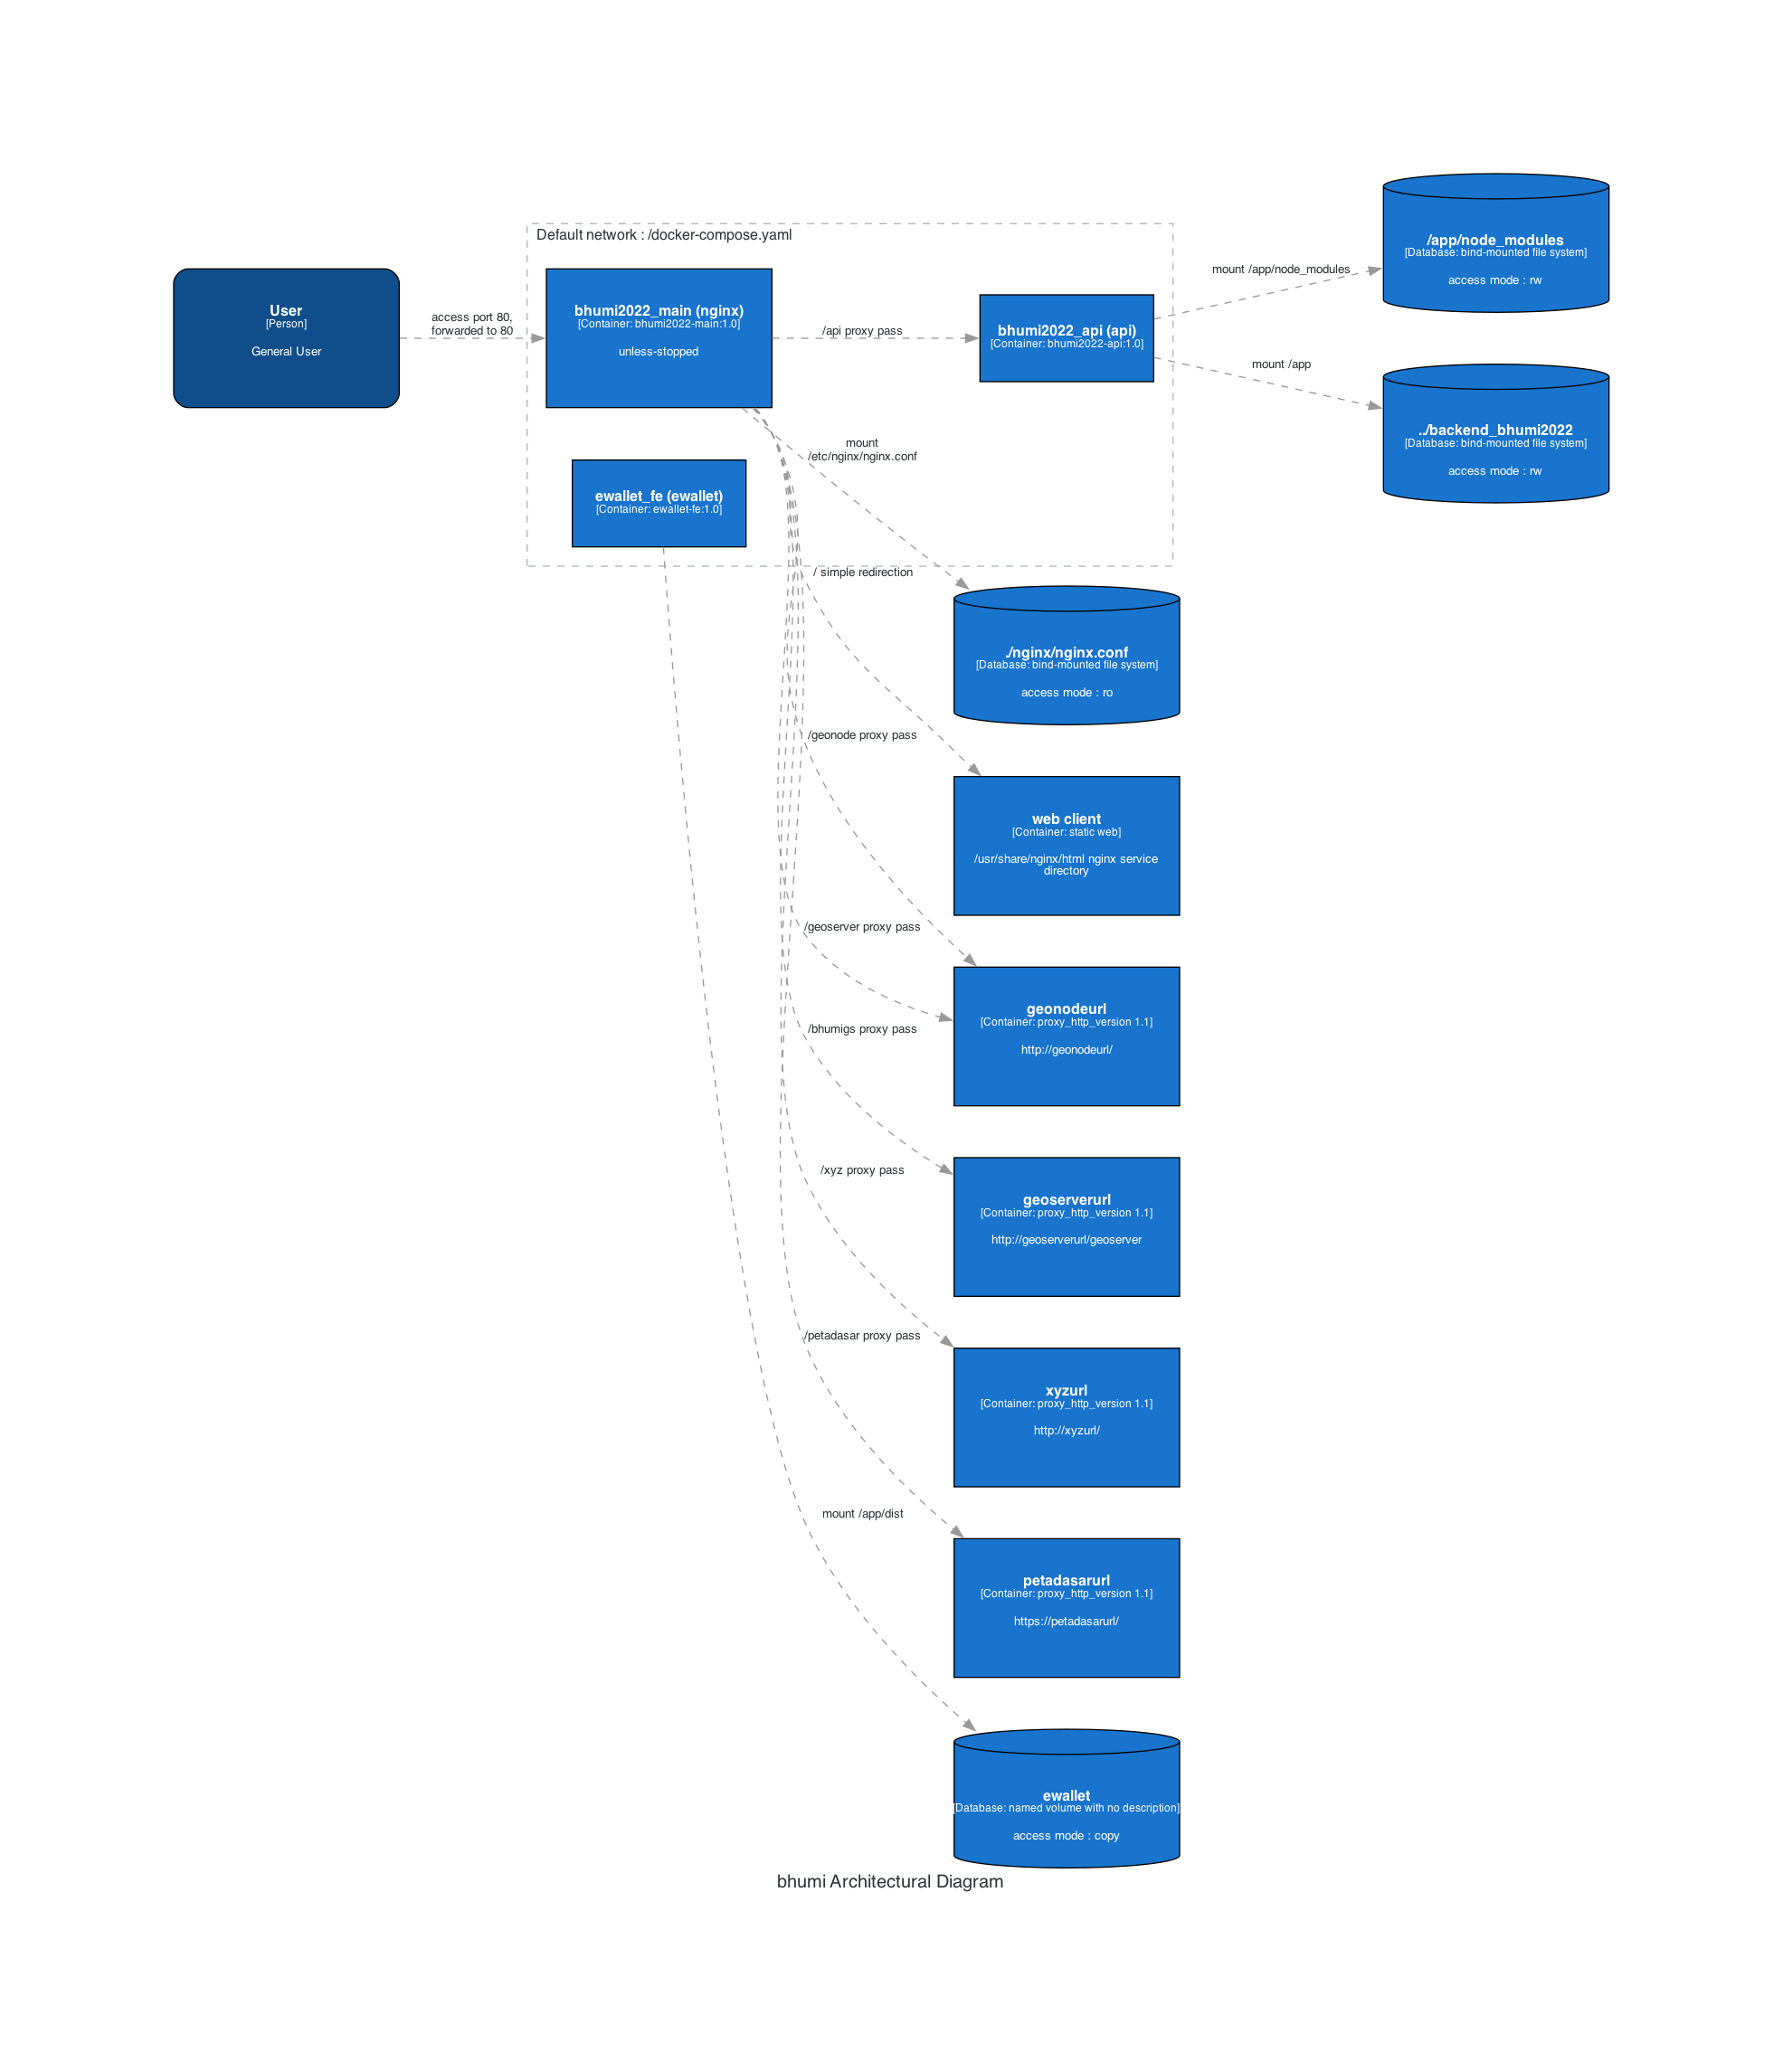 Default network : /docker-compose.yaml
User
[Person]
General User
access port 80,
forwarded to 80
bhumi2022_main (nginx)
[Container: bhumi2022-main:1.0]
unless-stopped
/api proxy pass
bhumi2022_api (api)
[Container: bhumi2022-api:1.0]
mount /app/node_modules
/app/node_modules
[Database: bind-mounted file system]
access mode : rw
mount /app
../backend_bhumi2022
[Database: bind-mounted file system]
access mode : rw
ewallet_fe (ewallet)
[Container: ewallet-fe:1.0]
mount
/etc/nginx/nginx.conf
/ simple redirection
./nginx/nginx.conf
[Database: bind-mounted file system]
access mode : ro
/geonode proxy pass
web client
[Container: static web]
/usr/share/nginx/html nginx service
directory
/geoserver proxy pass
geonodeurl
[Container: proxy_http_version 1.1]
http://geonodeurl/
/bhumigs proxy pass
geoserverurl
[Container: proxy_http_version 1.1]
http://geoserverurl/geoserver
/xyz proxy pass
xyzurl
[Container: proxy_http_version 1.1]
http://xyzurl/
/petadasar proxy pass
petadasarurl
[Container: proxy_http_version 1.1]
https://petadasarurl/
mount /app/dist
ewallet
[Database: named volume with no description]
access mode : copy
bhumi Architectural Diagram